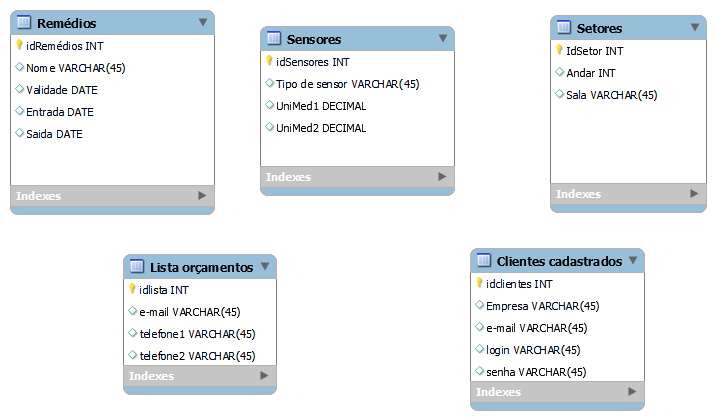 Remédios
idRemédios INT
Nome VARCHAR(45)
Validade DATE
Entrada DATE
Saida DATE
Indexes
Sensores
idSensores INT
Tipo de sensor VARCHAR(45)
UniMed1 DECIMAL
UniMed2 DECIMAL
Indexes
Setores
IdSetor INT
Andar INT
Sala VARCHAR(45)
Indexes
Lista orçamentos
idlista INT
e-mail VARCHAR(45)
telefone1 VARCHAR(45)
telefone2 VARCHAR(45)
Indexes
Clientes cadastrados
idclientes INT
Empresa VARCHAR(45)
e-mail VARCHAR(45)
login VARCHAR(45)
senha VARCHAR(45)
Indexes